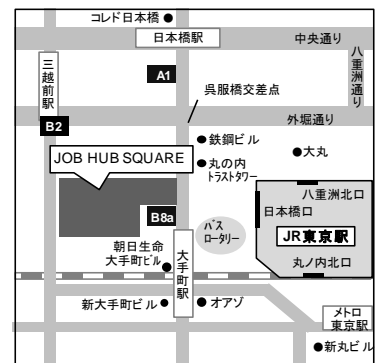 コレド日本橋
日本橋駅
中央通り
八重洲通り
三越前駅
A1
呉服橋交差点
B2
外堀通り
鉄鋼ビル
大丸
丸の内
トラストタワー
JOB HUB SQUARE
八重洲北口
日本橋口
B8a
バス
ロータリー
JR東京駅
朝日生命
大手町ビル
大手町駅
丸ノ内北口
新大手町ビル
オアゾ
メトロ
東京駅
新丸ビル